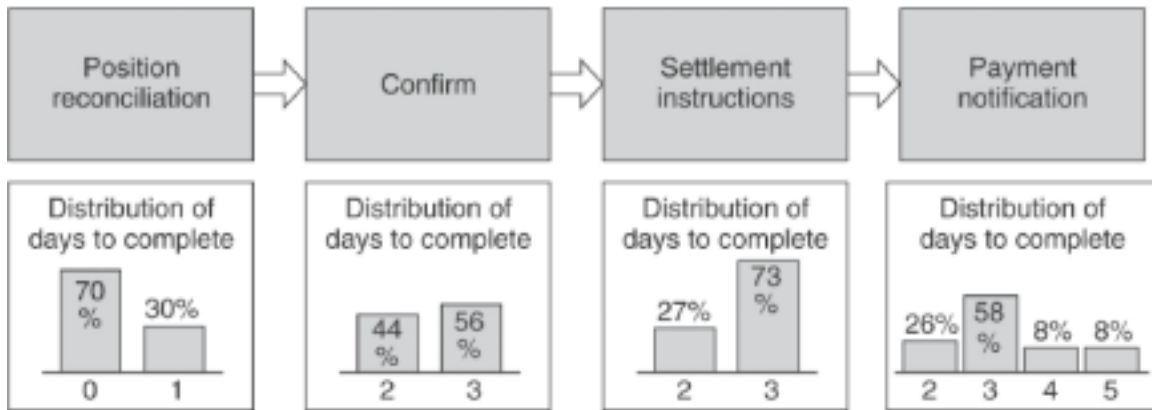 Position
reconciliation
Confirm
Settlement
instructions
Payment
notification
Distribution of
days to complete
70
%
30%
0 1
Distribution of
days to complete
44
%
56
%
2 3
Distribution of
days to complete
27%
73
%
2 3
Distribution of
days to complete
26%
58
%
8%
8%
2 3 4 5